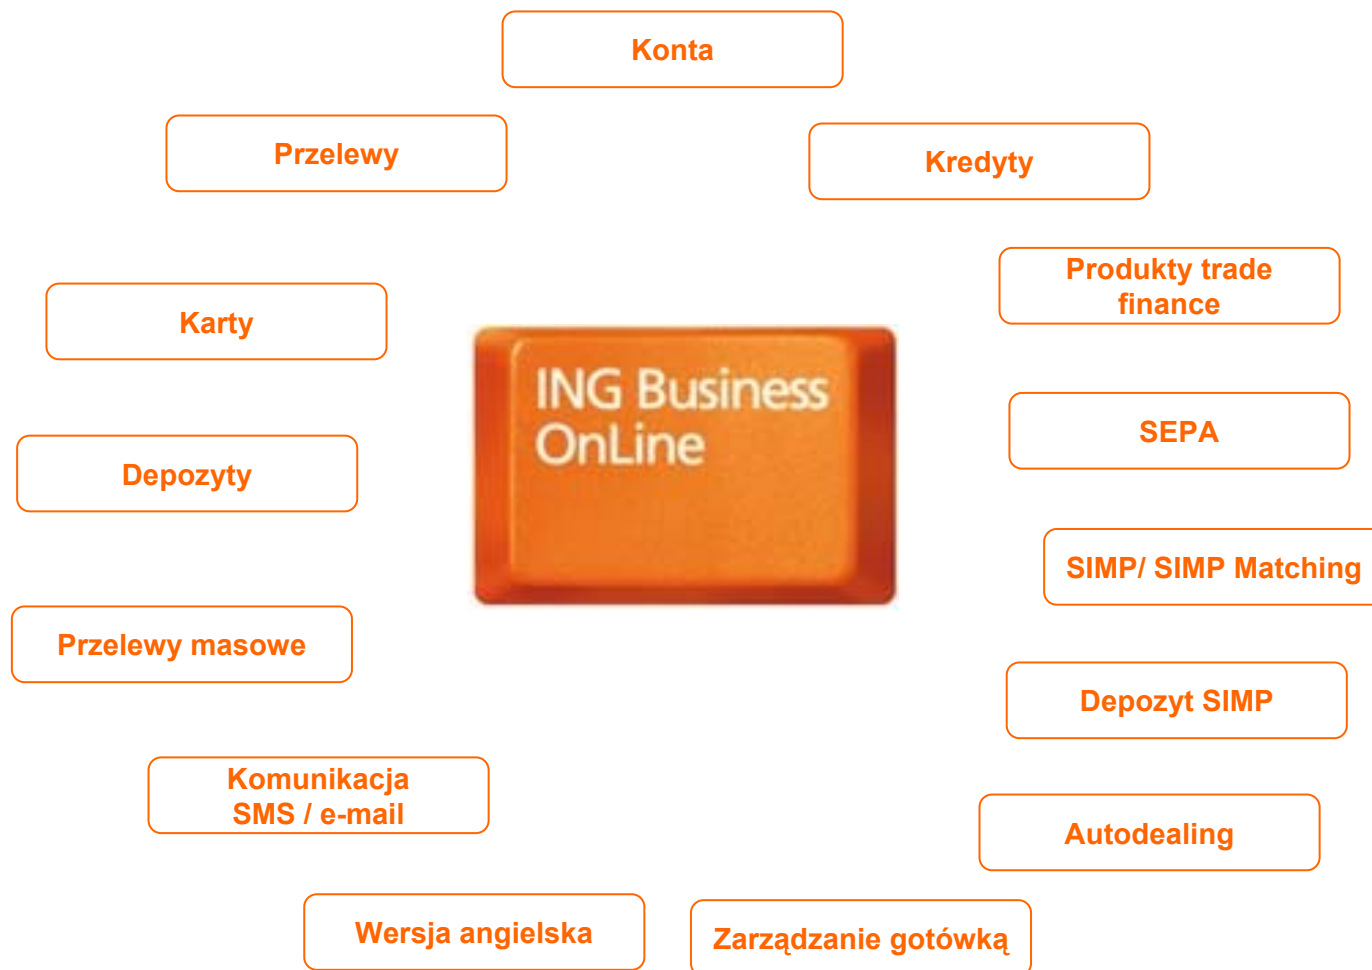 Konta
Przelewy
Kredyty
Produkty trade
finance
Karty
ING Business
OnLine
SEPA
Depozyty
SIMP/ SIMP Matching
Przelewy masowe
Depozyt SIMP
Komunikacja
SMS / e-mail
Autodealing
Wersja angielska
Zarządzanie gotówką